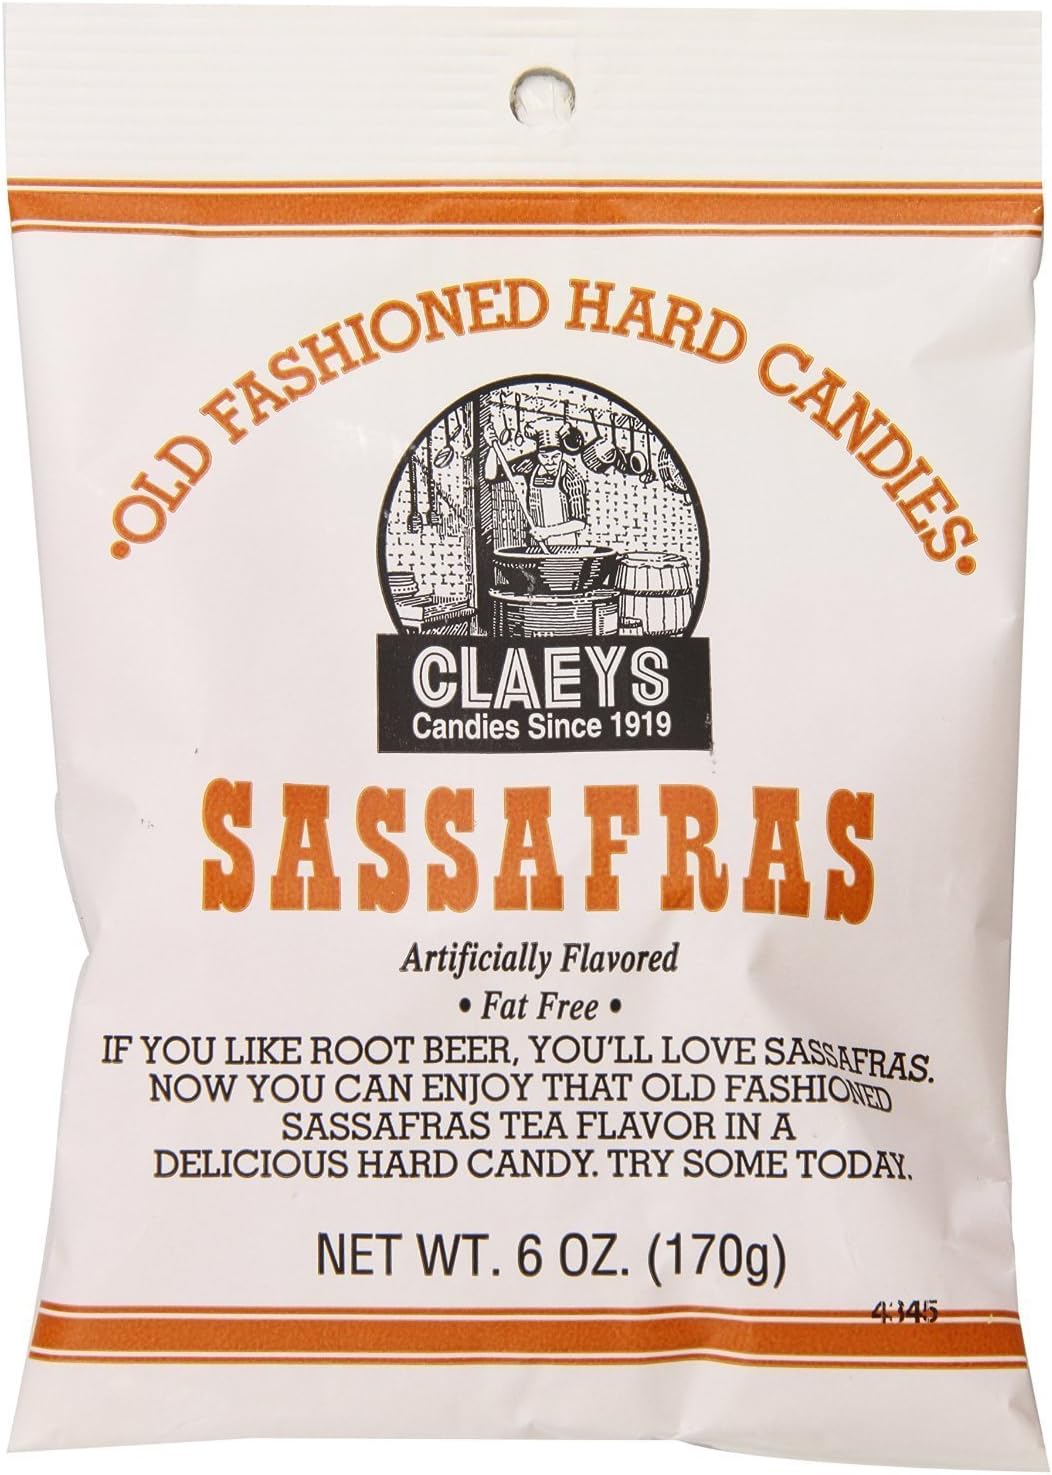 •OLD FASHIONED HARD CANDIES•
CLAEYS
Candies Since 1919
SASSAFRAS
Artificially Flavored
• Fat Free •
IF YOU LIKE ROOT BEER, YOU'LL LOVE SASSAFRAS.
NOW YOU CAN ENJOY THAT OLD FASHIONED
SASSAFRAS TEA FLAVOR IN A
DELICIOUS HARD CANDY. TRY SOME TODAY.
NET WT. 6 OZ. (170g)
4345